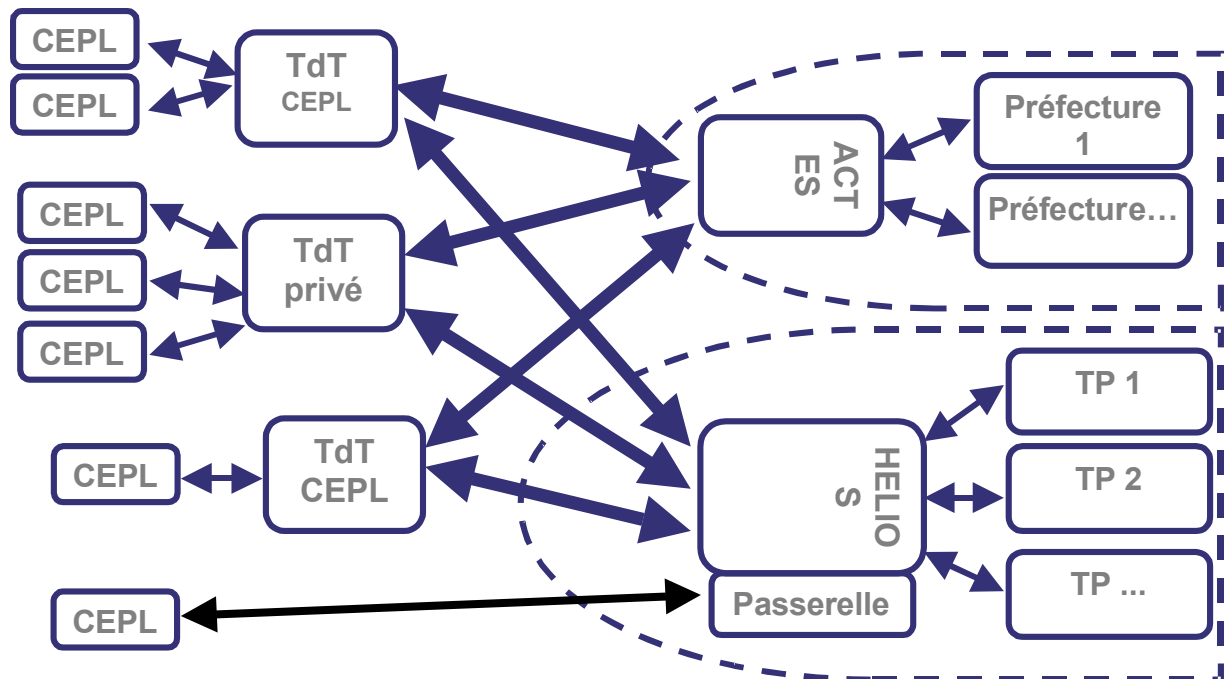 CEPL
CEPL
TdT
CEPL
CEPL
CEPL
CEPL
TdT
privé
CEPL
TdT
CEPL
CEPL
ACT
ES
Préfecture
1
Préfecture…
HELIO
S
Passerelle
TP 1
TP 2
TP ...